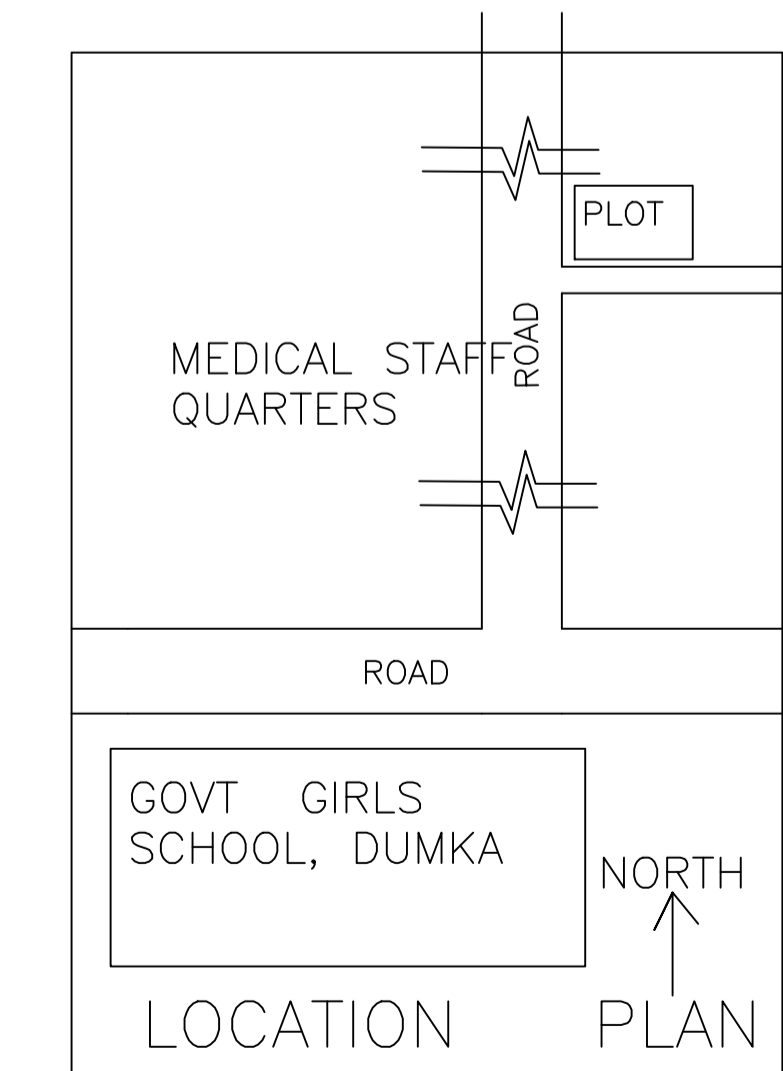 PLOT
ROAD
MEDICAL STAFF
QUARTERS
ROAD
GOVT GIRLS
SCHOOL, DUMKA
NORTH
LOCATION PLAN